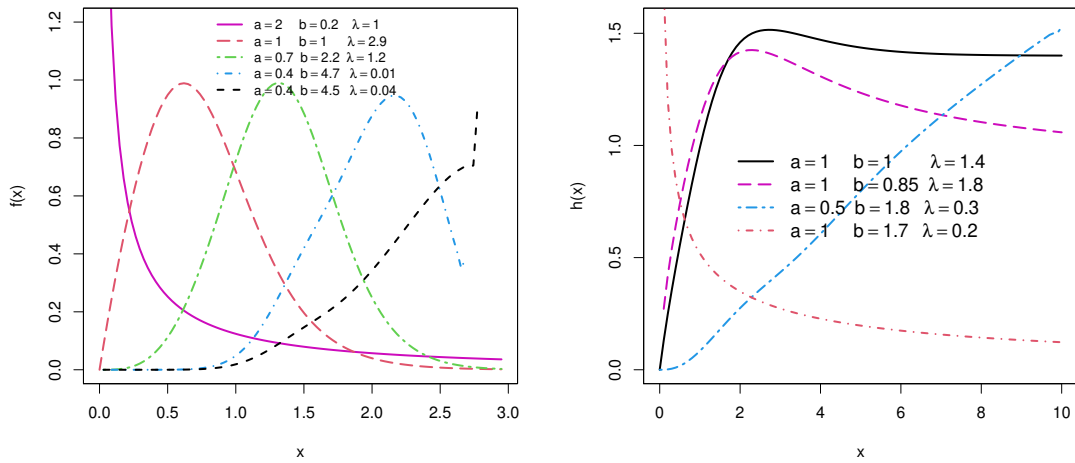 f(x)
0.0 0.2 0.4 0.6 0.8 1.0 1.2
a = 2 b = 0.2 λ = 1
a = 1 b = 1 λ = 2.9
a = 0.7 b = 2.2 λ = 1.2
a = 0.4 b = 4.7 λ = 0.01
a = 0.4 b = 4.5 λ = 0.04
0.0 0.5 1.0 1.5 2.0 2.5 3.0
x
h(x)
0.0 0.5 1.0 1.5
a = 1 b = 1 λ = 1.4
a = 1 b = 0.85 λ = 1.8
a = 0.5 b = 1.8 λ = 0.3
a = 1 b = 1.7 λ = 0.2
0 2 4 6 8 10
x